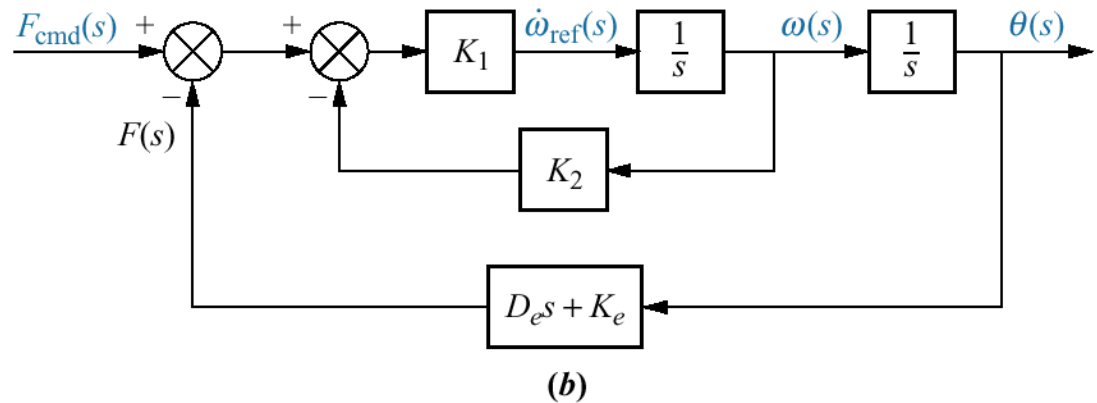 F_cmd(s) + + K_1 ω̇_ref(s) 1/s ω(s) 1/s θ(s)
− −
F(s)
K_2
D_e s + K_e
(b)